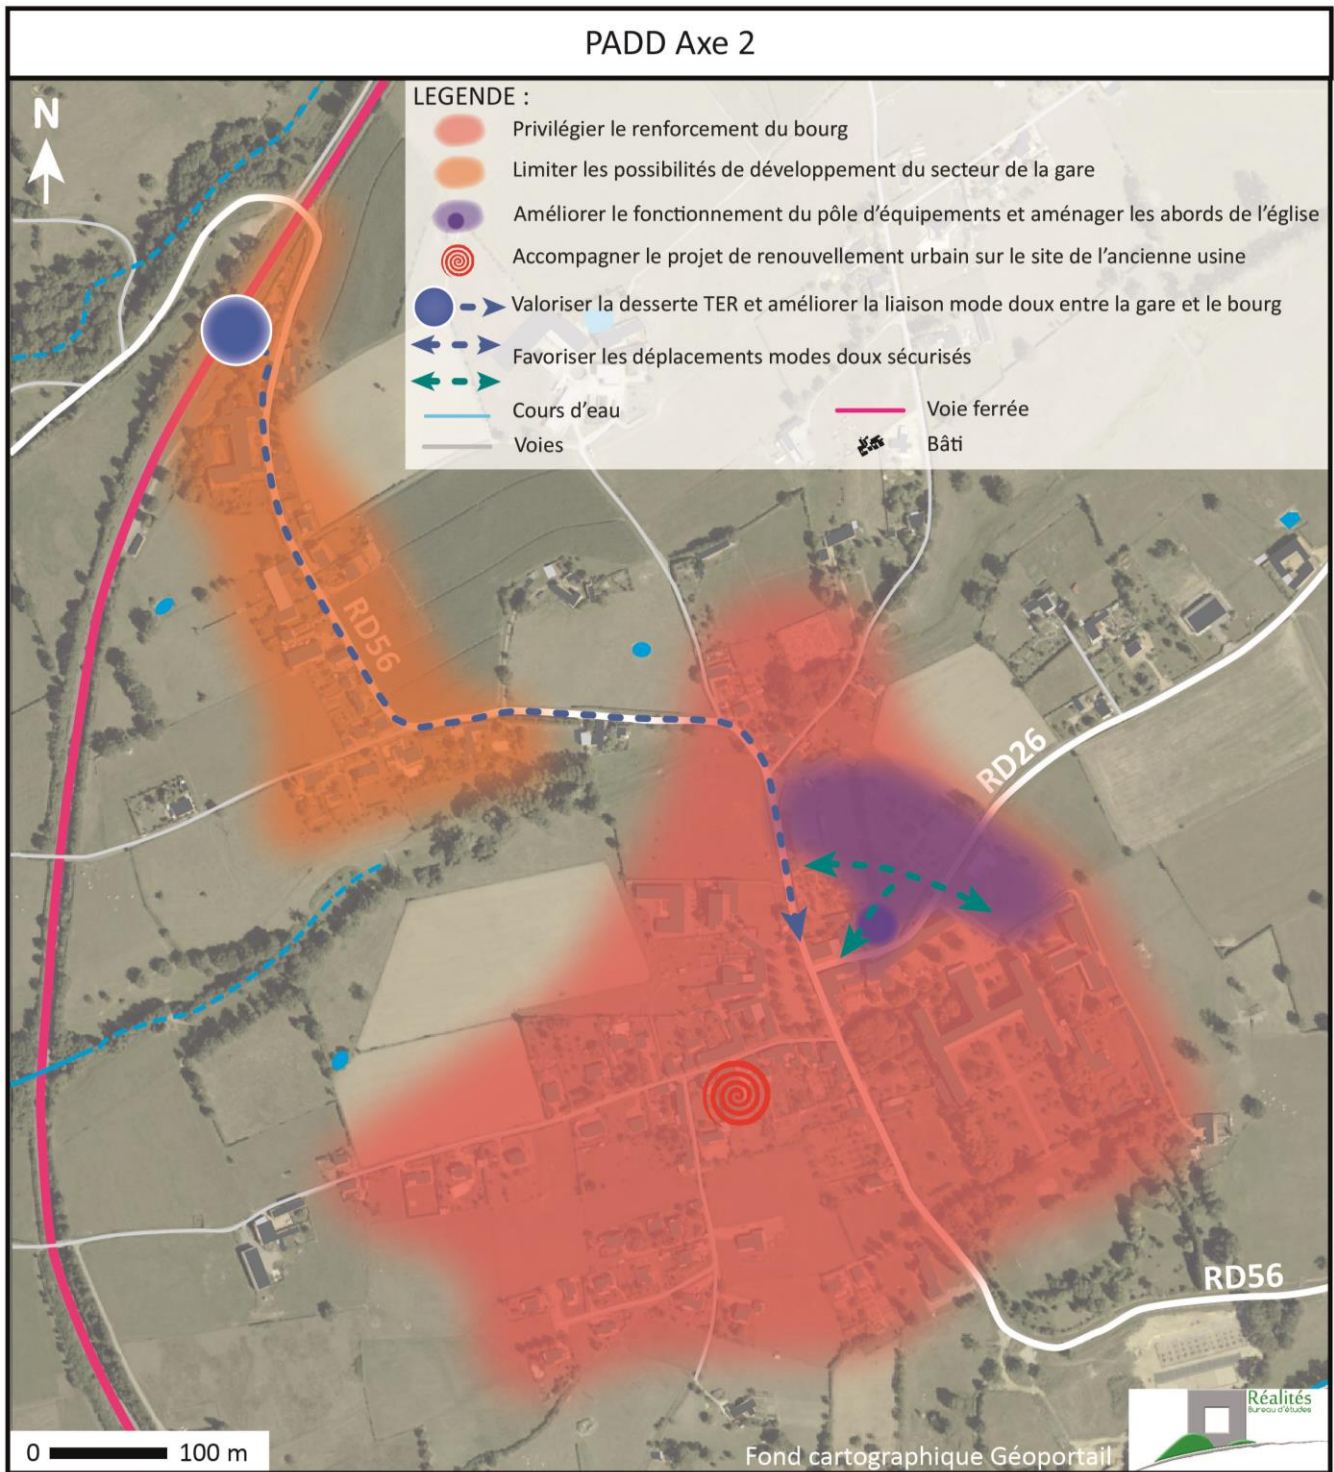 PADD Axe 2
N
LEGENDE :
Privilégier le renforcement du bourg
Limiter les possibilités de développement du secteur de la gare
Améliorer le fonctionnement du pôle d'équipements et aménager les abords de l'église
Accompagner le projet de renouvellement urbain sur le site de l'ancienne usine
Valoriser la desserte TER et améliorer la liaison mode doux entre la gare et le bourg
Favoriser les déplacements modes doux sécurisés
Cours d'eau
Voie ferrée
Voies
Bâti
RD56
RD26
RD56
0 100 m
Fond cartographique Géoportail
Réalités
Bureau d'études